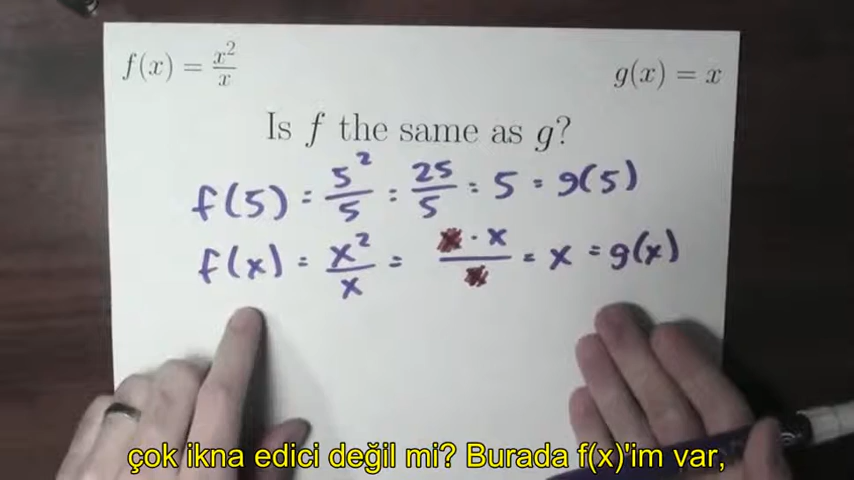 f(x) = x²/x g(x) = x
Is f the same as g?
f(5) = 5²/5 = 25/5 = 5 = g(5)
f(x) = x²/x = x · x/x = x = g(x)
çok ikna edici değil mi? Burada f(x)'im var,